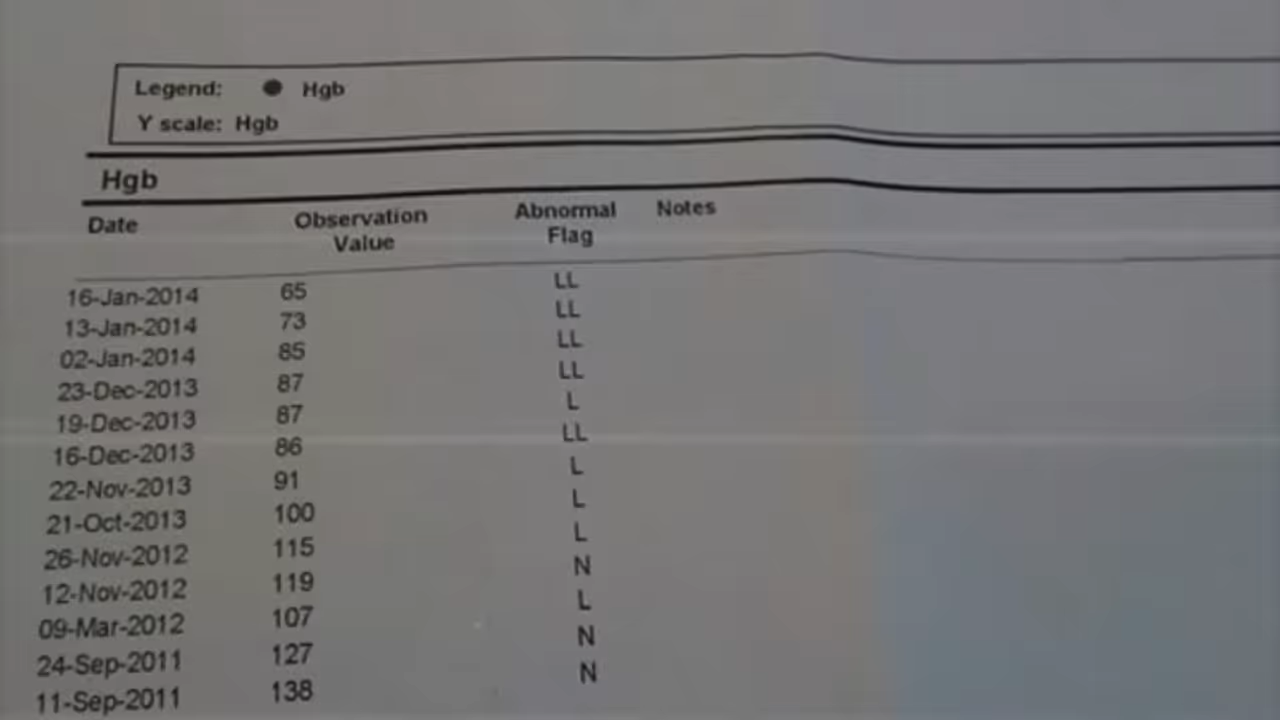 Legend: ● Hgb
Y scale: Hgb
Hgb
Date Observation Value Abnormal Flag Notes
16-Jan-2014 65 LL
13-Jan-2014 73 LL
02-Jan-2014 85 LL
23-Dec-2013 87 LL
19-Dec-2013 87 L
16-Dec-2013 86 LL
22-Nov-2013 91 L
21-Oct-2013 100 L
26-Nov-2012 115 L
12-Nov-2012 119 N
09-Mar-2012 107 L
24-Sep-2011 127 N
11-Sep-2011 138 N